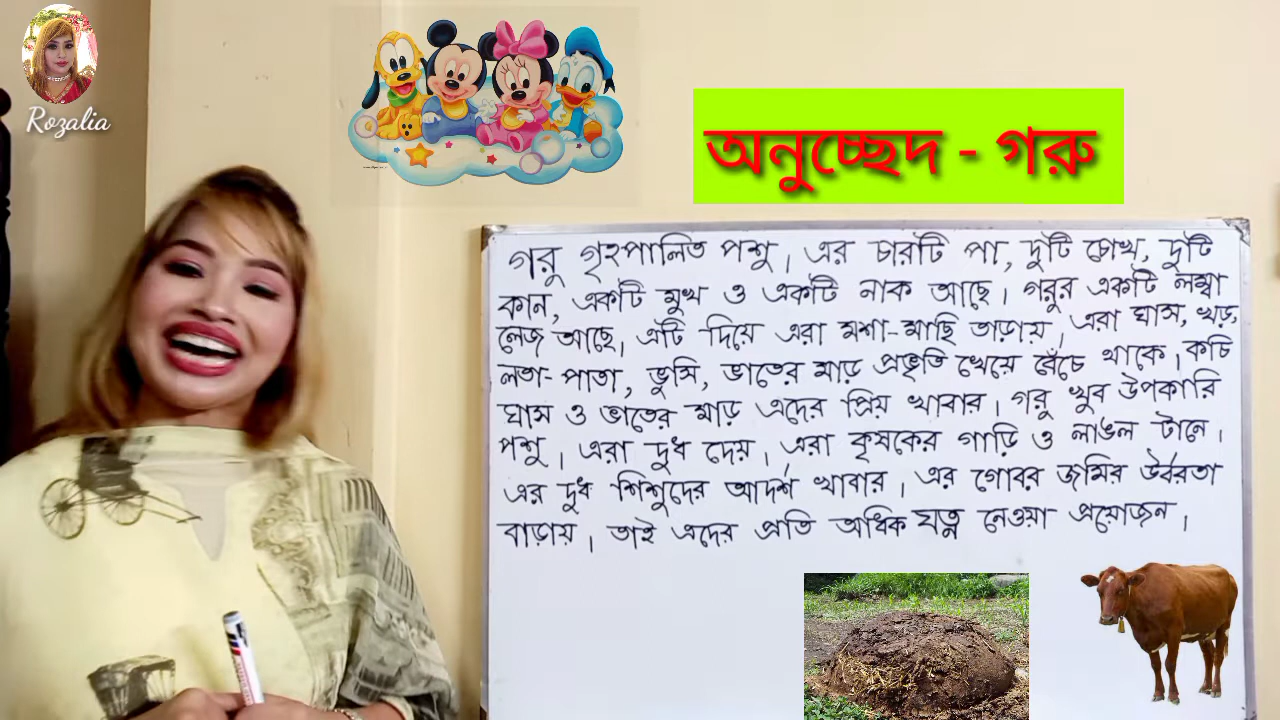 Rozalia
অনুচ্ছেদ - গরু
গরু গৃহপালিত পশু। এর চারটি পা, দুটি চোখ, দুটি
কান, একটি মুখ ও একটি নাক আছে। গরুর একটি লম্বা
লেজ আছে। এটি দিয়ে এরা মশা-মাছি তাড়ায়। এরা ঘাস, খড়,
লতা-পাতা, ভুসি, ভাতের মাড় প্রভৃতি খেয়ে বেঁচে থাকে। কচি
ঘাস ও ভাতের মাড় এদের প্রিয় খাবার। গরু খুব উপকারি
পশু। এরা দুধ দেয়। এরা কৃষকের গাড়ি ও লাঙল টানে।
এর দুধ শিশুদের আদর্শ খাবার। এর গোবর জমির উর্বরতা
বাড়ায়। তাই এদের প্রতি অধিক যত্ন নেওয়া প্রয়োজন।